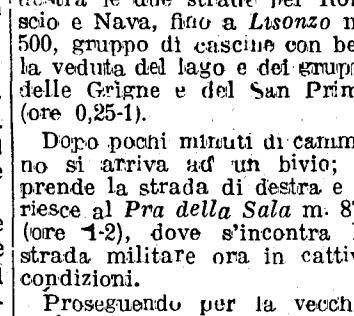 destra le due strade per Ron
scio e Nava, fino a Lisonzo m
500, gruppo di cascine con be
la veduta del lago e dei grupp
delle Grigne e del San Prim
(ore 0,25-1).
Dopo pochi minuti di camm
no si arriva ad un bivio;
prende la strada di destra e
riesce al Pra della Sala m. 8
(ore 1-2), dove s'incontra
strada militare ora in cattiv
condizioni.
Proseguendo per la vecch